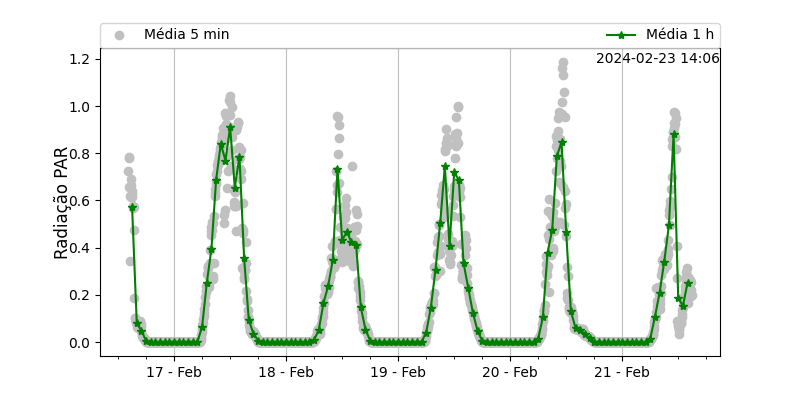 Média 5 min
Média 1 h
2024-02-23 14:06
Radiação PAR
1.2
1.0
0.8
0.6
0.4
0.2
0.0
17 - Feb
18 - Feb
19 - Feb
20 - Feb
21 - Feb